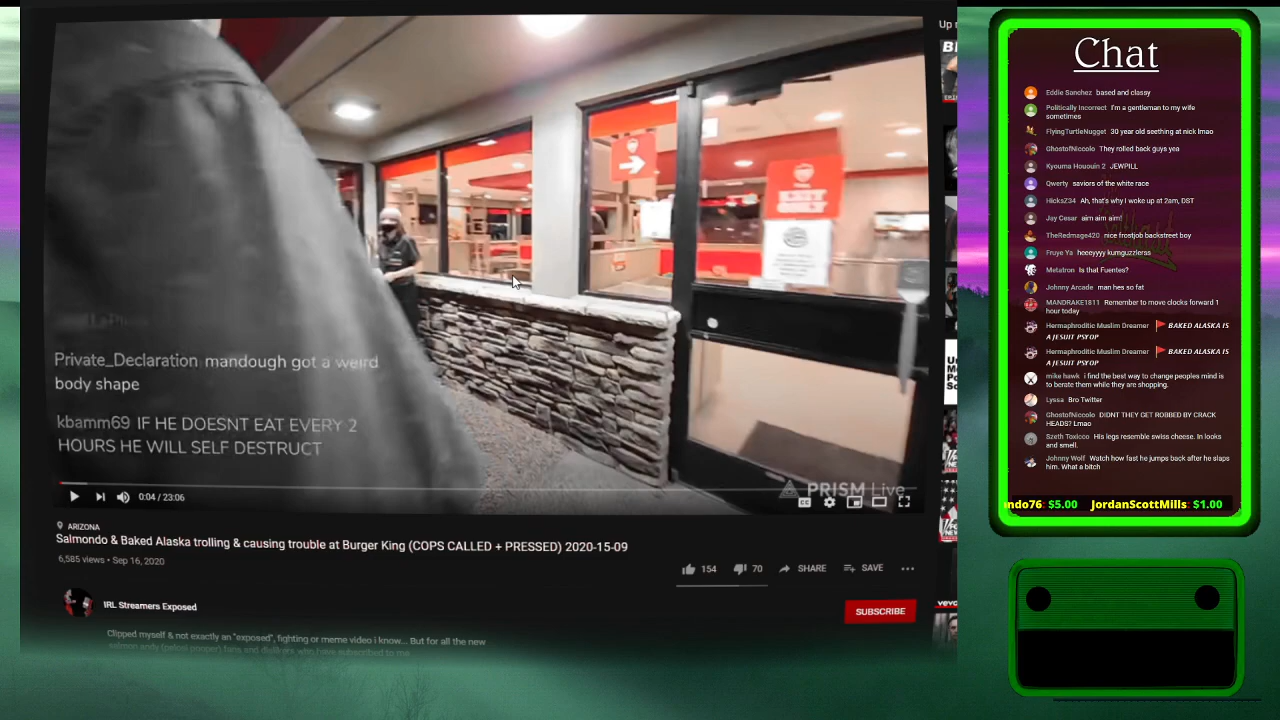 Up
Private_Declaration mandough got a weird
body shape
kbamm69 IF HE DOESNT EAT EVERY 2
HOURS HE WILL SELF DESTRUCT
0:04 / 23:06
PRISM Live
ARIZONA
Salmondo & Baked Alaska trolling & causing trouble at Burger King (COPS CALLED + PRESSED) 2020-15-09
6,585 views • Sep 16, 2020
154
70
SHARE
SAVE
IRL Streamers Exposed
SUBSCRIBE
Clipped myself & not exactly an "exposed", fighting or meme video i know... But for all the new
Chat
Eddie Sanchez based and classy
Politically Incorrect I'm a gentleman to my wife
sometimes
FlyingTurtleNugget 30 year old seething at nick lmao
GhostofNiccolo They rolled back guys yea
Kyouma Hououin 2 JEWPILL
Qwerty saviors of the white race
HicksZ34 Ah, that's why I woke up at 2am, DST
Jay Cesar aim aim aim!
TheRedmage420 nice frostjob backstreet boy
Fruye Ya heeeyyyy kumguzzleras
Metatron Is that Fuentes?
Johnny Arcade man hes so fat
MANDRAKE1811 Remember to move clocks forward 1
hour today
Hermaphroditic Muslim Dreamer BAKED ALASKA IS
A JESUIT PSYOP
Hermaphroditic Muslim Dreamer BAKED ALASKA IS
A JESUIT PSYOP
mike hawk i find the best way to change peoples mind is
to berate them while they are shopping.
Lyssa Bro Twitter
GhostofNiccolo DIDNT THEY GET ROBBED BY CRACK
HEADS? Lmao
Szeth Toxicco His legs resemble swiss cheese. In looks
and smell.
Johnny Wolf Watch how fast he jumps back after he slaps
him. What a bitch
ndo76: $5.00 JordanScottMills: $1.00